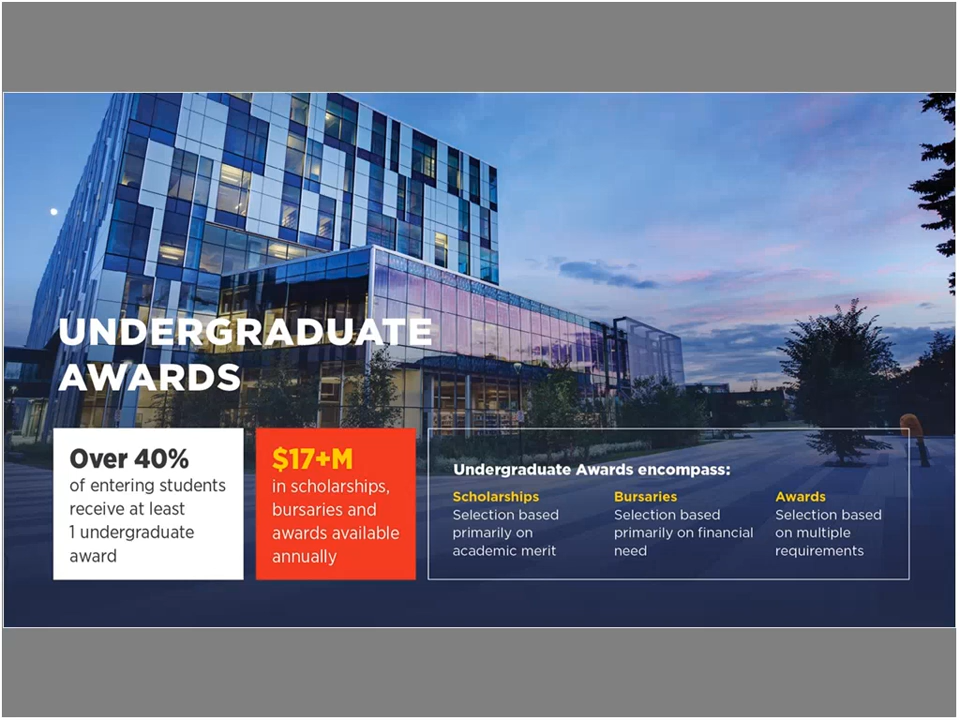 UNDERGRADUATE
AWARDS
Over 40%
of entering students
receive at least
1 undergraduate
award
$17+M
in scholarships,
bursaries and
awards available
annually
Undergraduate Awards encompass:
Scholarships
Selection based
primarily on
academic merit
Bursaries
Selection based
primarily on financial
need
Awards
Selection based
on multiple
requirements